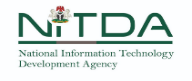 NITDA
National Information Technology
Development Agency